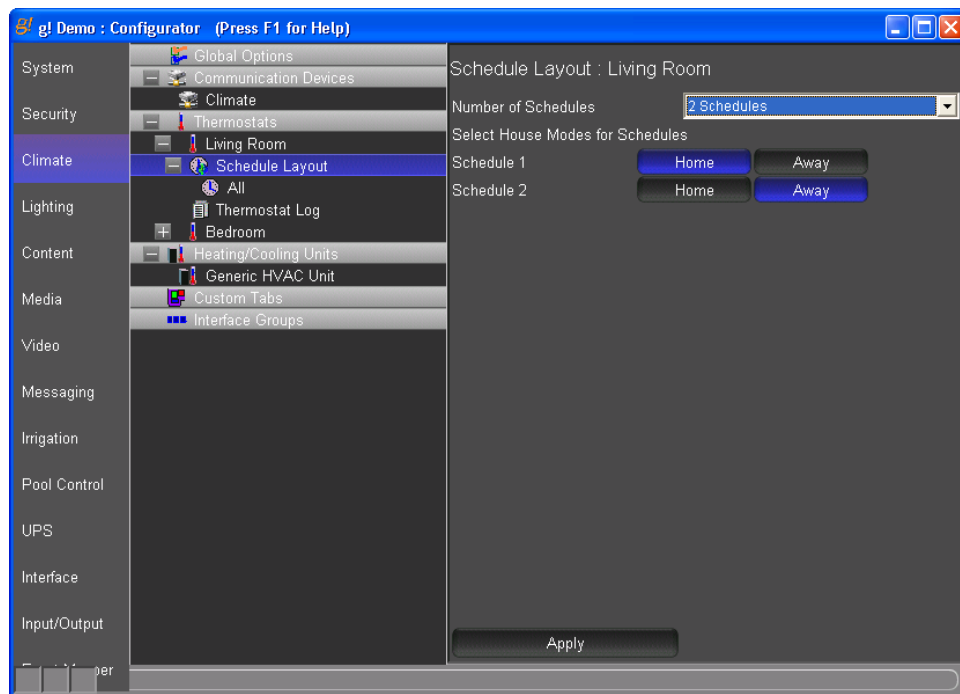 g! g! Demo : Configurator (Press F1 for Help)
System
Security
Climate
Lighting
Content
Media
Video
Messaging
Irrigation
Pool Control
UPS
Interface
Input/Output
Global Options
Communication Devices
Climate
Thermostats
Living Room
Schedule Layout
All
Thermostat Log
Bedroom
Heating/Cooling Units
Generic HVAC Unit
Custom Tabs
Interface Groups
Schedule Layout : Living Room
Number of Schedules 2 Schedules
Select House Modes for Schedules
Schedule 1 Home Away
Schedule 2 Home Away
Apply